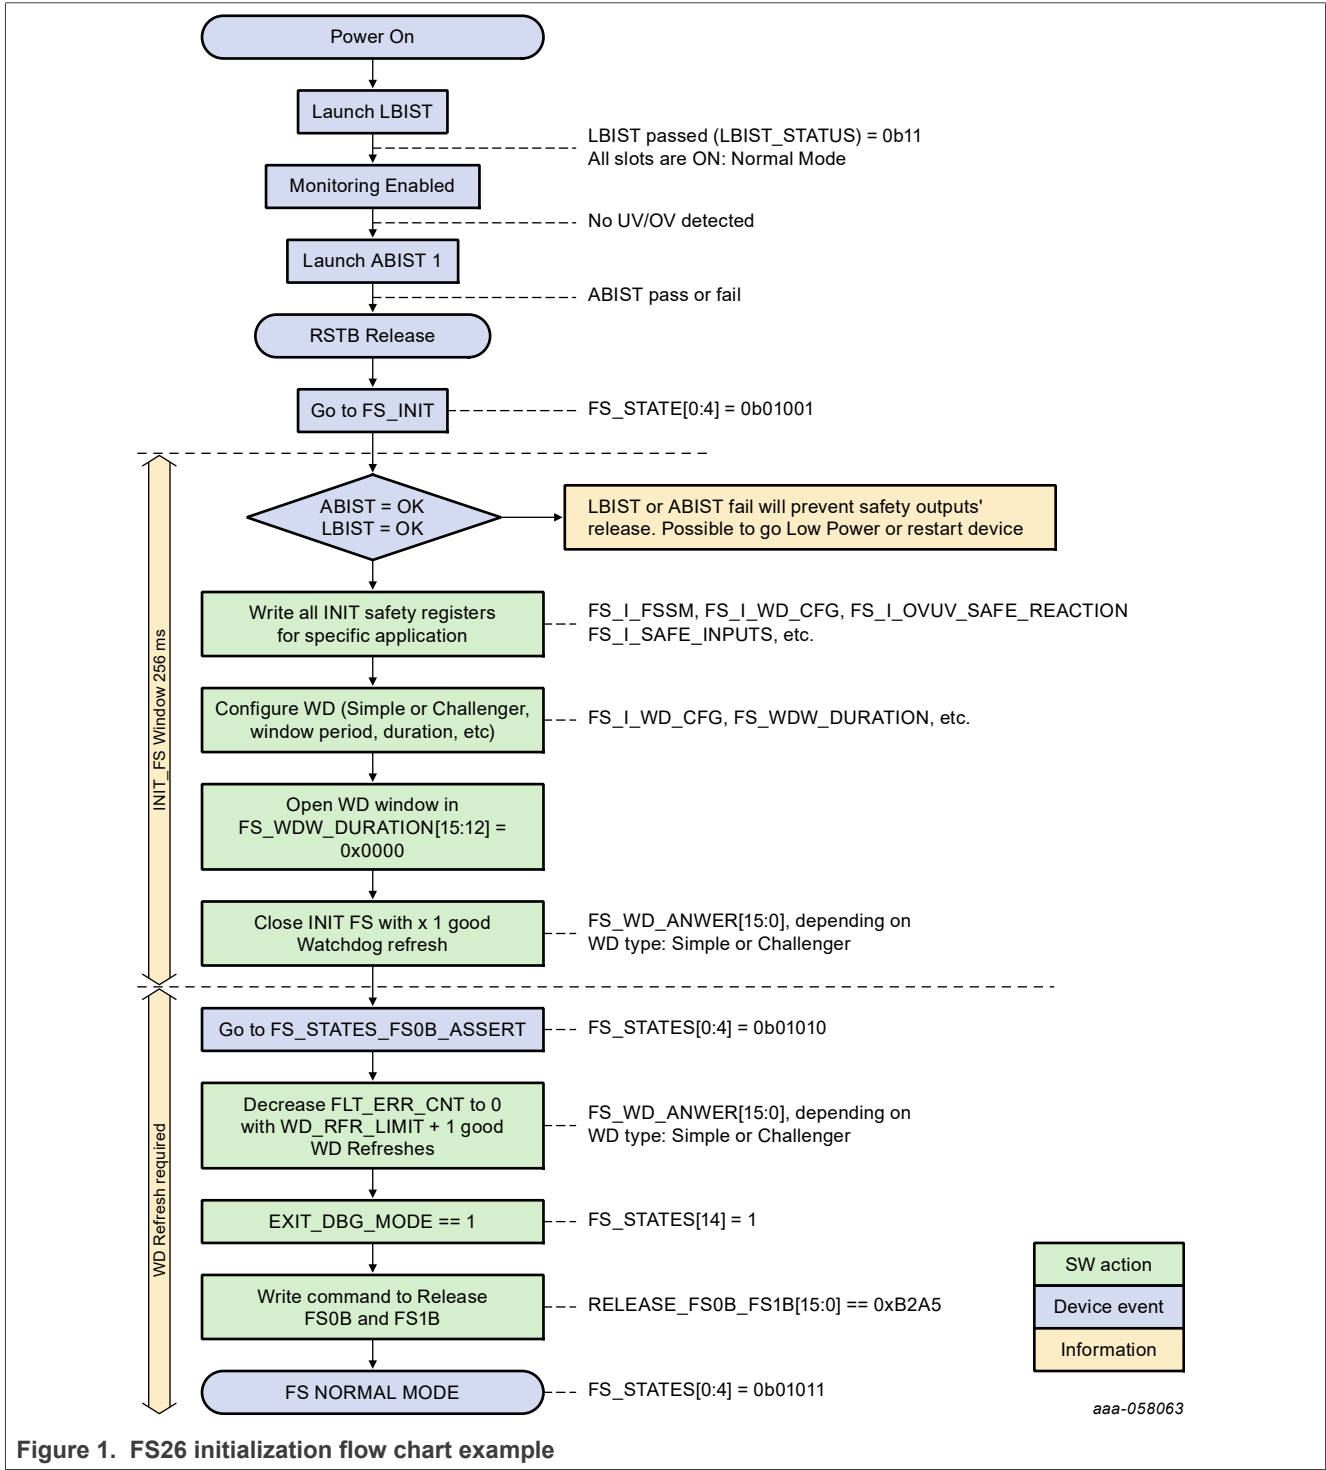 Power On
Launch LBIST
LBIST passed (LBIST_STATUS) = 0b11
All slots are ON: Normal Mode
Monitoring Enabled
No UV/OV detected
Launch ABIST 1
ABIST pass or fail
RSTB Release
Go to FS_INIT
FS_STATE[0:4] = 0b01001
INIT_FS Window 256 ms
ABIST = OK
LBIST = OK
LBIST or ABIST fail will prevent safety outputs'
release. Possible to go Low Power or restart device
Write all INIT safety registers
for specific application
FS_I_FSSM, FS_I_WD_CFG, FS_I_OVUV_SAFE_REACTION
FS_I_SAFE_INPUTS, etc.
Configure WD (Simple or Challenger,
window period, duration, etc)
FS_I_WD_CFG, FS_WDW_DURATION, etc.
Open WD window in
FS_WDW_DURATION[15:12] =
0x0000
Close INIT FS with x 1 good
Watchdog refresh
FS_WD_ANWER[15:0], depending on
WD type: Simple or Challenger
WD Refresh required
Go to FS_STATES_FS0B_ASSERT
FS_STATES[0:4] = 0b01010
Decrease FLT_ERR_CNT to 0
with WD_RFR_LIMIT + 1 good
WD Refreshes
FS_WD_ANWER[15:0], depending on
WD type: Simple or Challenger
EXIT_DBG_MODE == 1
FS_STATES[14] = 1
Write command to Release
FS0B and FS1B
RELEASE_FS0B_FS1B[15:0] == 0xB2A5
FS NORMAL MODE
FS_STATES[0:4] = 0b01011
SW action
Device event
Information
aaa-058063
Figure 1. FS26 initialization flow chart example